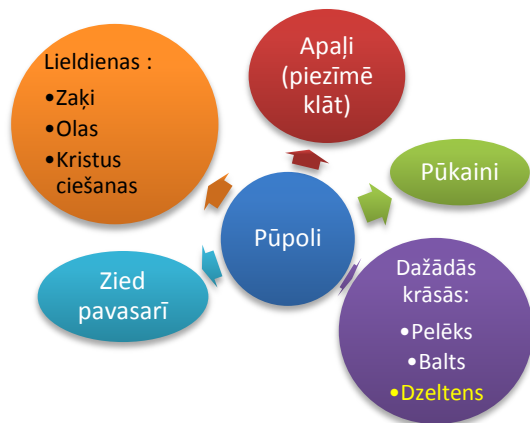 Lieldienas :
•Zaķi
•Olas
•Kristus
ciešanas
Apaļi
(piezīmē
klāt)
Pūkaini
Pūpoli
Zied
pavasarī
Dažādās
krāsās:
•Pelēks
•Balts
•Dzeltens